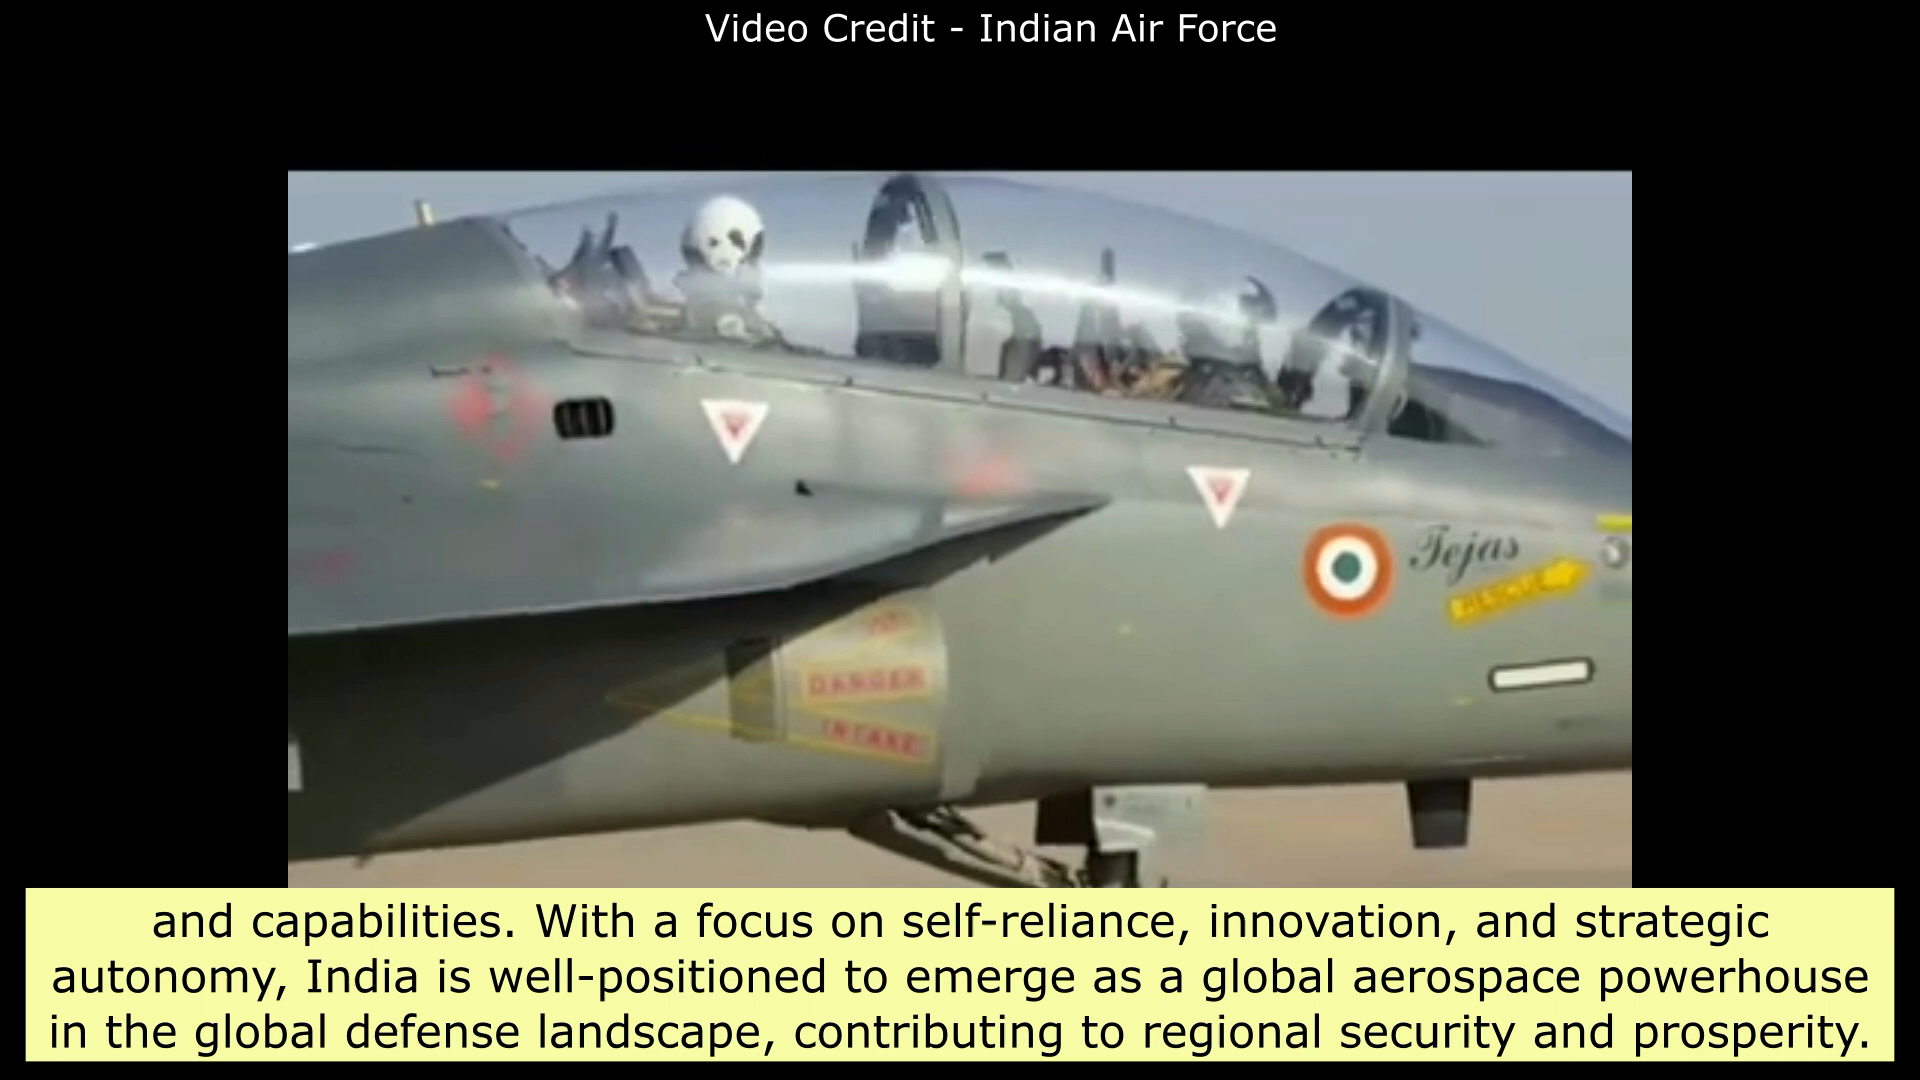 Video Credit - Indian Air Force
Tejas
RESCUE
DANGER
INTAKE
and capabilities. With a focus on self-reliance, innovation, and strategic
autonomy, India is well-positioned to emerge as a global aerospace powerhouse
in the global defense landscape, contributing to regional security and prosperity.